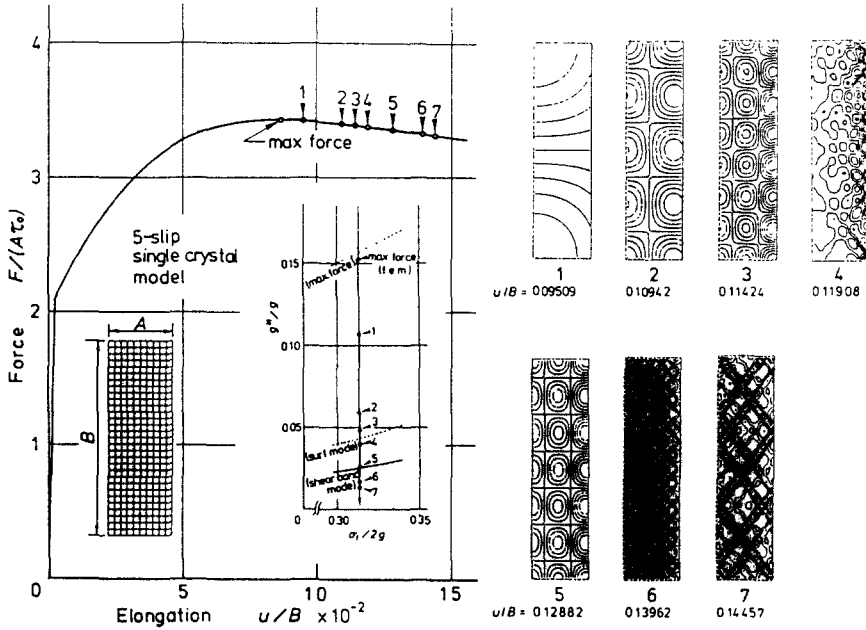 4
3
2
1
0
Force F/(Aτ₀)
1
2 3 4
5
6
7
max force
5-slip
single crystal
model
A
B
0.15
0.10
0.05
0
g*/g
(max force)
max force
(f e m)
1
2
3
4
(surf model)
5
(shear band
mode)
6
7
0
0.30
0.35
σ₁/2g
0
5
10
15
Elongation u/B ×10⁻²
1
2
3
4
u/B = 0.09509
0.10942
0.11424
0.11908
5
6
7
u/B = 0.12882
0.13962
0.14457